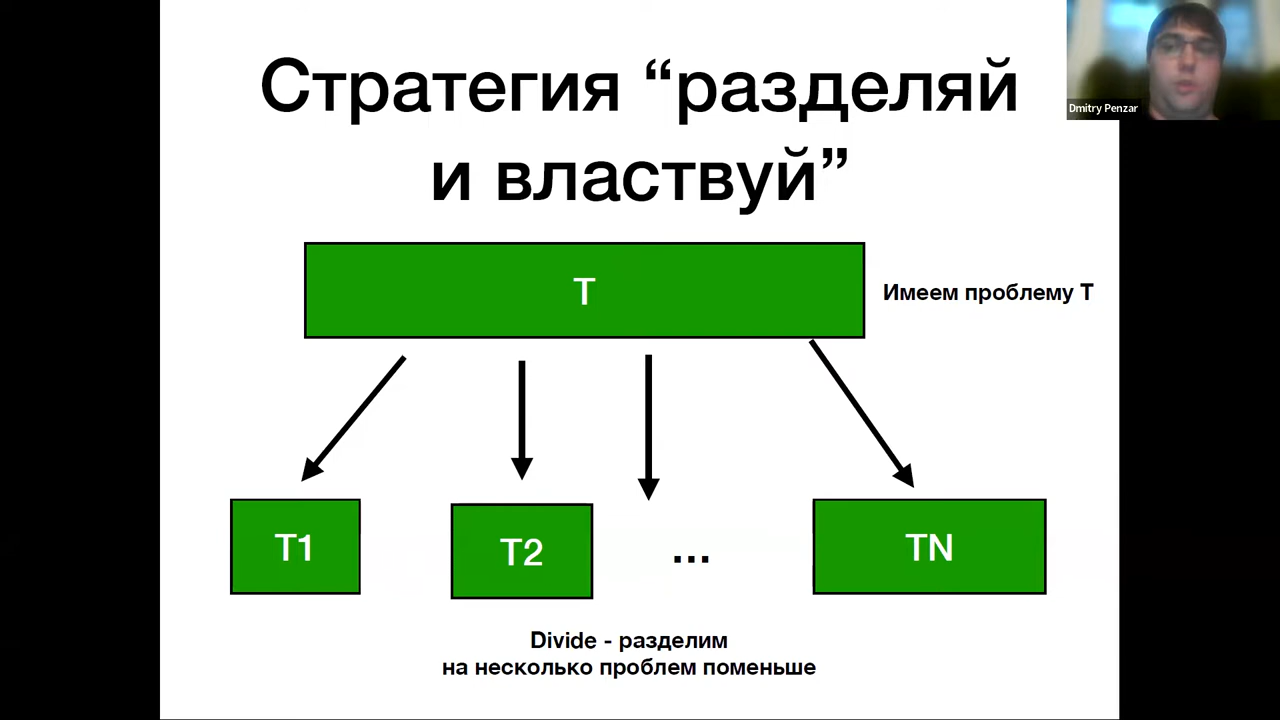 Стратегия “разделяй
и властвуй”
Dmitry Penzar
T
Имеем проблему T
T1
T2
...
TN
Divide - разделим
на несколько проблем поменьше